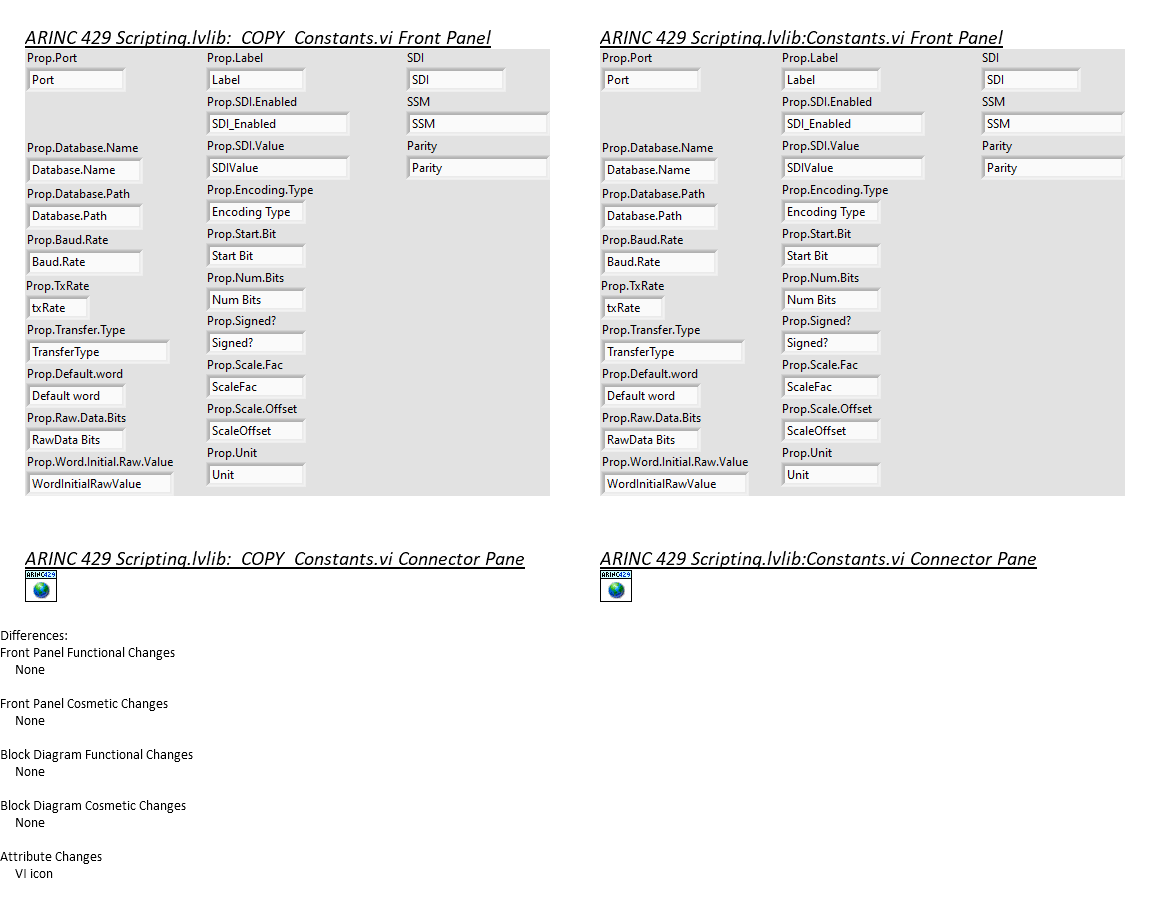 ARINC 429 Scripting.lvlib:_COPY_Constants.vi Front Panel
Prop.Port
Port
Prop.Database.Name
Database.Name
Prop.Database.Path
Database.Path
Prop.Baud.Rate
Baud.Rate
Prop.TxRate
txRate
Prop.Transfer.Type
TransferType
Prop.Default.word
Default word
Prop.Raw.Data.Bits
RawData Bits
Prop.Word.Initial.Raw.Value
WordInitialRawValue
Prop.Label
Label
Prop.SDI.Enabled
SDI_Enabled
Prop.SDI.Value
SDIValue
Prop.Encoding.Type
Encoding Type
Prop.Start.Bit
Start Bit
Prop.Num.Bits
Num Bits
Prop.Signed?
Signed?
Prop.Scale.Fac
ScaleFac
Prop.Scale.Offset
ScaleOffset
Prop.Unit
Unit
SDI
SDI
SSM
SSM
Parity
Parity
ARINC 429 Scripting.lvlib:Constants.vi Front Panel
Prop.Port
Port
Prop.Database.Name
Database.Name
Prop.Database.Path
Database.Path
Prop.Baud.Rate
Baud.Rate
Prop.TxRate
txRate
Prop.Transfer.Type
TransferType
Prop.Default.word
Default word
Prop.Raw.Data.Bits
RawData Bits
Prop.Word.Initial.Raw.Value
WordInitialRawValue
Prop.Label
Label
Prop.SDI.Enabled
SDI_Enabled
Prop.SDI.Value
SDIValue
Prop.Encoding.Type
Encoding Type
Prop.Start.Bit
Start Bit
Prop.Num.Bits
Num Bits
Prop.Signed?
Signed?
Prop.Scale.Fac
ScaleFac
Prop.Scale.Offset
ScaleOffset
Prop.Unit
Unit
SDI
SDI
SSM
SSM
Parity
Parity
ARINC 429 Scripting.lvlib:_COPY_Constants.vi Connector Pane
ARINC429
ARINC 429 Scripting.lvlib:Constants.vi Connector Pane
ARINC429
Differences:
Front Panel Functional Changes
None
Front Panel Cosmetic Changes
None
Block Diagram Functional Changes
None
Block Diagram Cosmetic Changes
None
Attribute Changes
VI icon